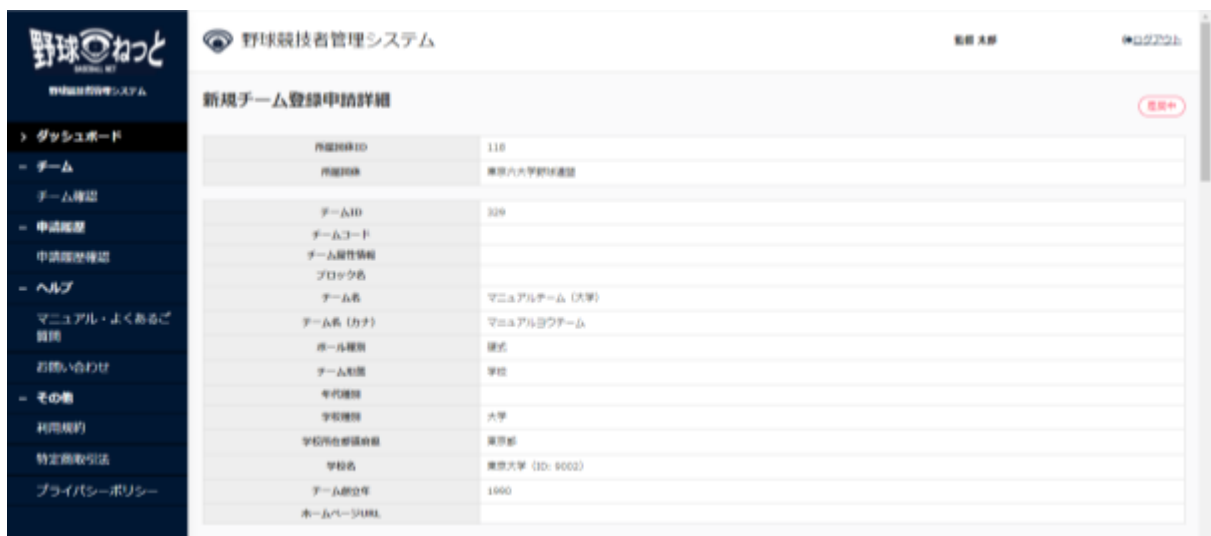 野球ねっと
BASEBALL NET
野球競技者管理システム
> ダッシュボード
− チーム
チーム確認
− 申請履歴
申請履歴確認
− ヘルプ
マニュアル・よくあるご
質問
お問い合わせ
− その他
利用規約
特定商取引法
プライバシーポリシー
野球競技者管理システム
監督 太郎
ログアウト
新規チーム登録申請詳細
所属団体ID
118
所属団体
東京六大学野球連盟
チームID
329
チームコード
チーム属性情報
ブロック名
チーム名
マニュアルチーム（大学）
チーム名（カナ）
マニュアルヨウチーム
ボール種別
硬式
チーム形態
学校
年代種別
学校種別
大学
学校所在都道府県
東京都
学校名
東京大学（ID: 9002）
チーム創立年
1990
ホームページURL